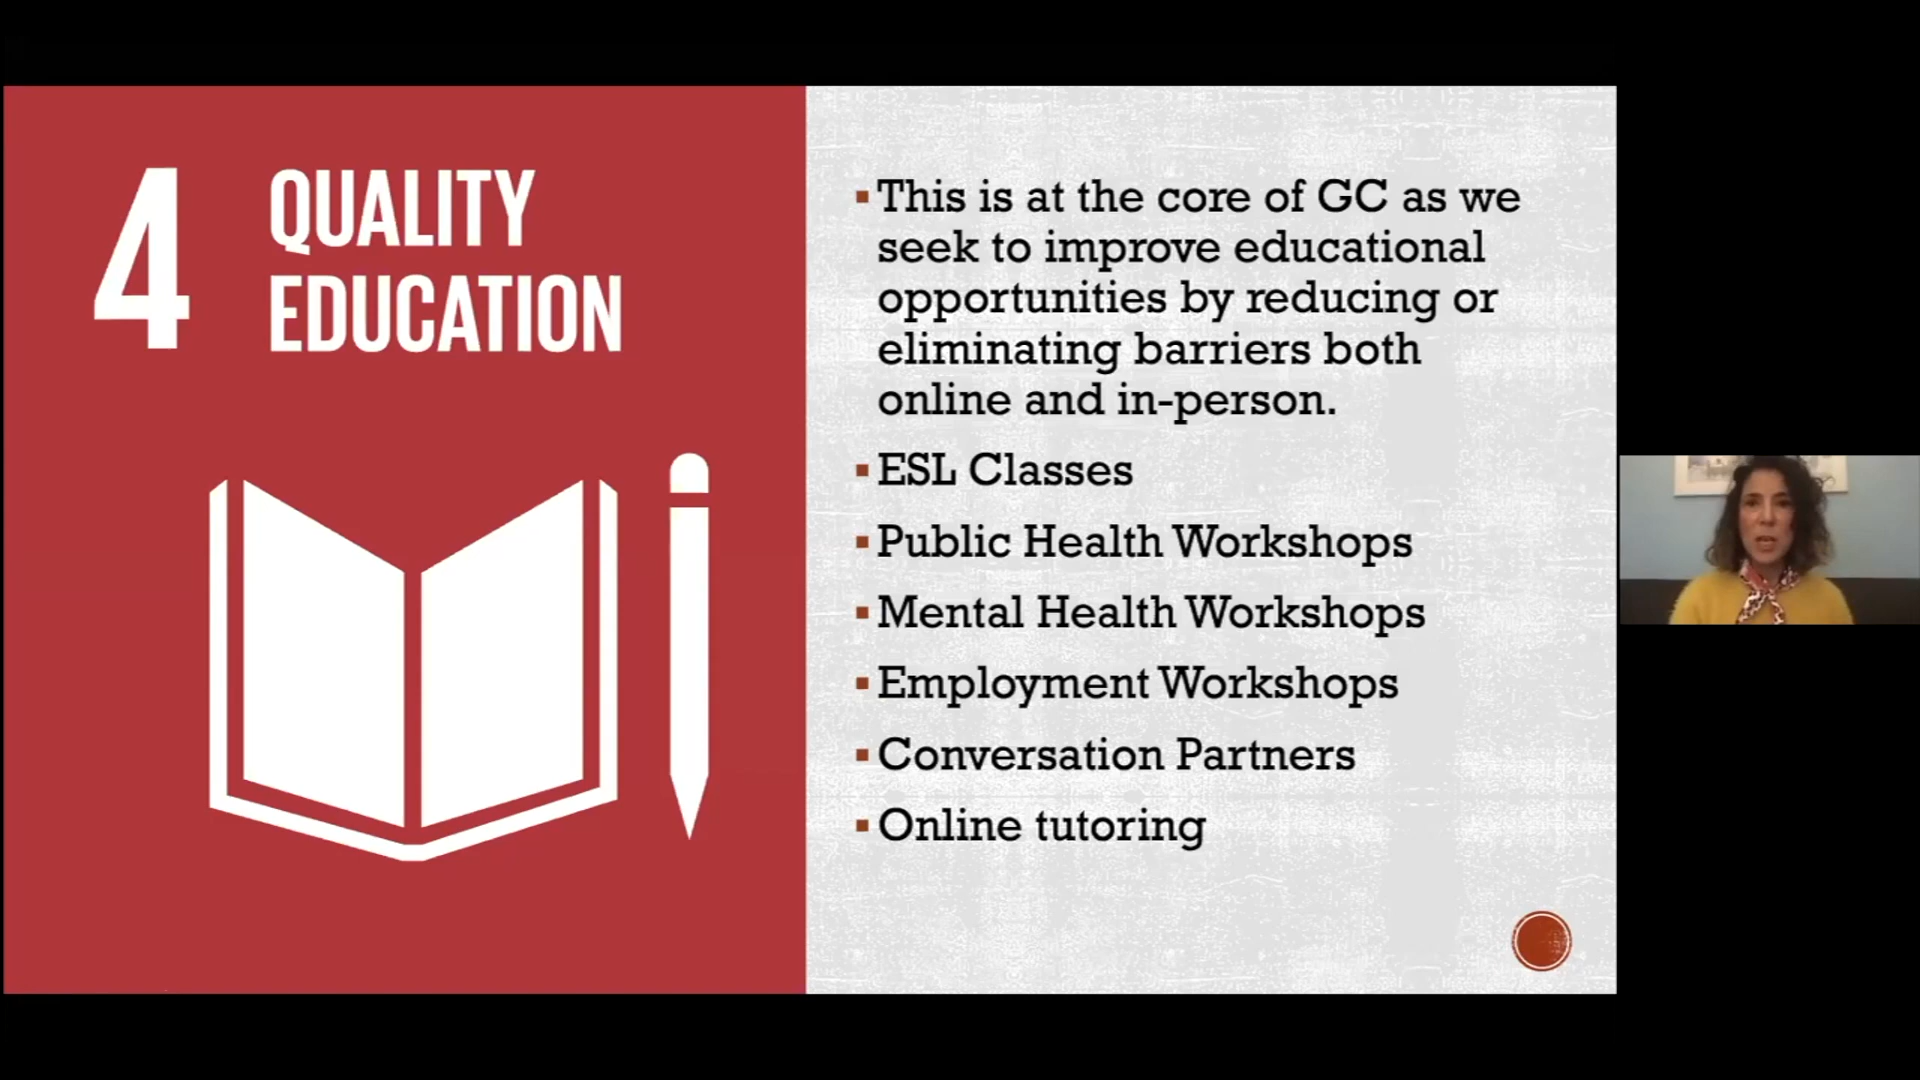 4 QUALITY
EDUCATION
This is at the core of GC as we
seek to improve educational
opportunities by reducing or
eliminating barriers both
online and in-person.
ESL Classes
Public Health Workshops
Mental Health Workshops
Employment Workshops
Conversation Partners
Online tutoring